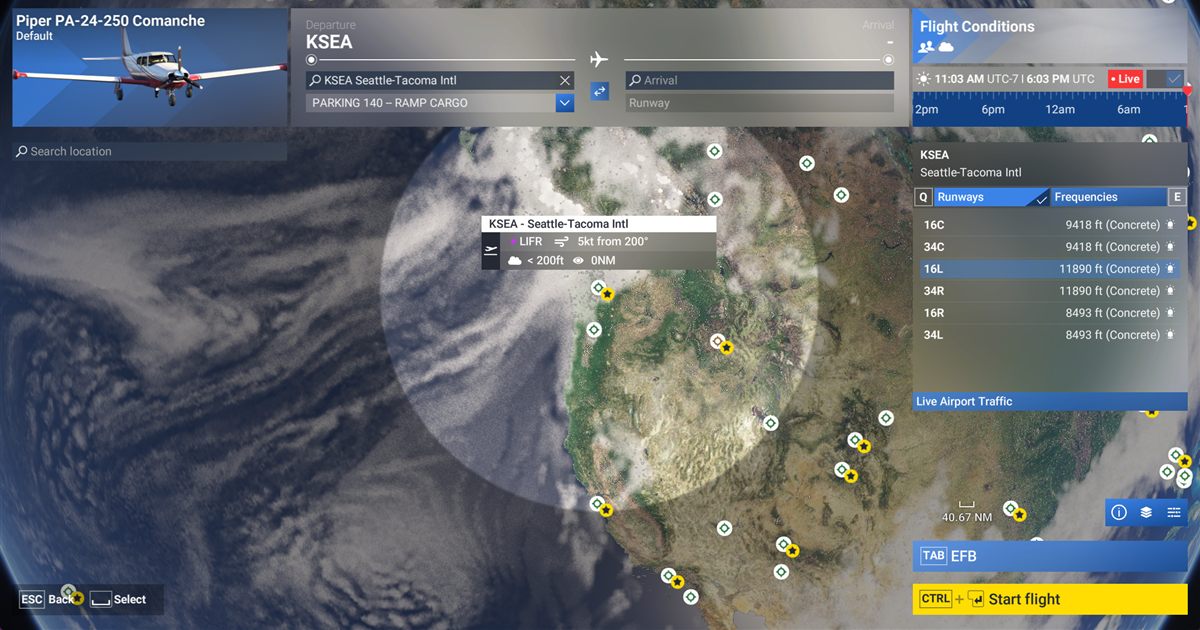 Piper PA-24-250 Comanche
Default
Departure
KSEA
KSEA Seattle-Tacoma Intl
PARKING 140 – RAMP CARGO
Arrival
-
Arrival
Runway
Flight Conditions
11:03 AM UTC-7 | 6:03 PM UTC
• Live
2pm 6pm 12am 6am 1
Search location
KSEA - Seattle-Tacoma Intl
LIFR 5kt from 200°
< 200ft 0NM
KSEA
Seattle-Tacoma Intl
Q Runways Frequencies E
16C 9418 ft (Concrete)
34C 9418 ft (Concrete)
16L 11890 ft (Concrete)
34R 11890 ft (Concrete)
16R 8493 ft (Concrete)
34L 8493 ft (Concrete)
Live Airport Traffic
40.67 NM
TAB EFB
CTRL + Start flight
ESC Back Select